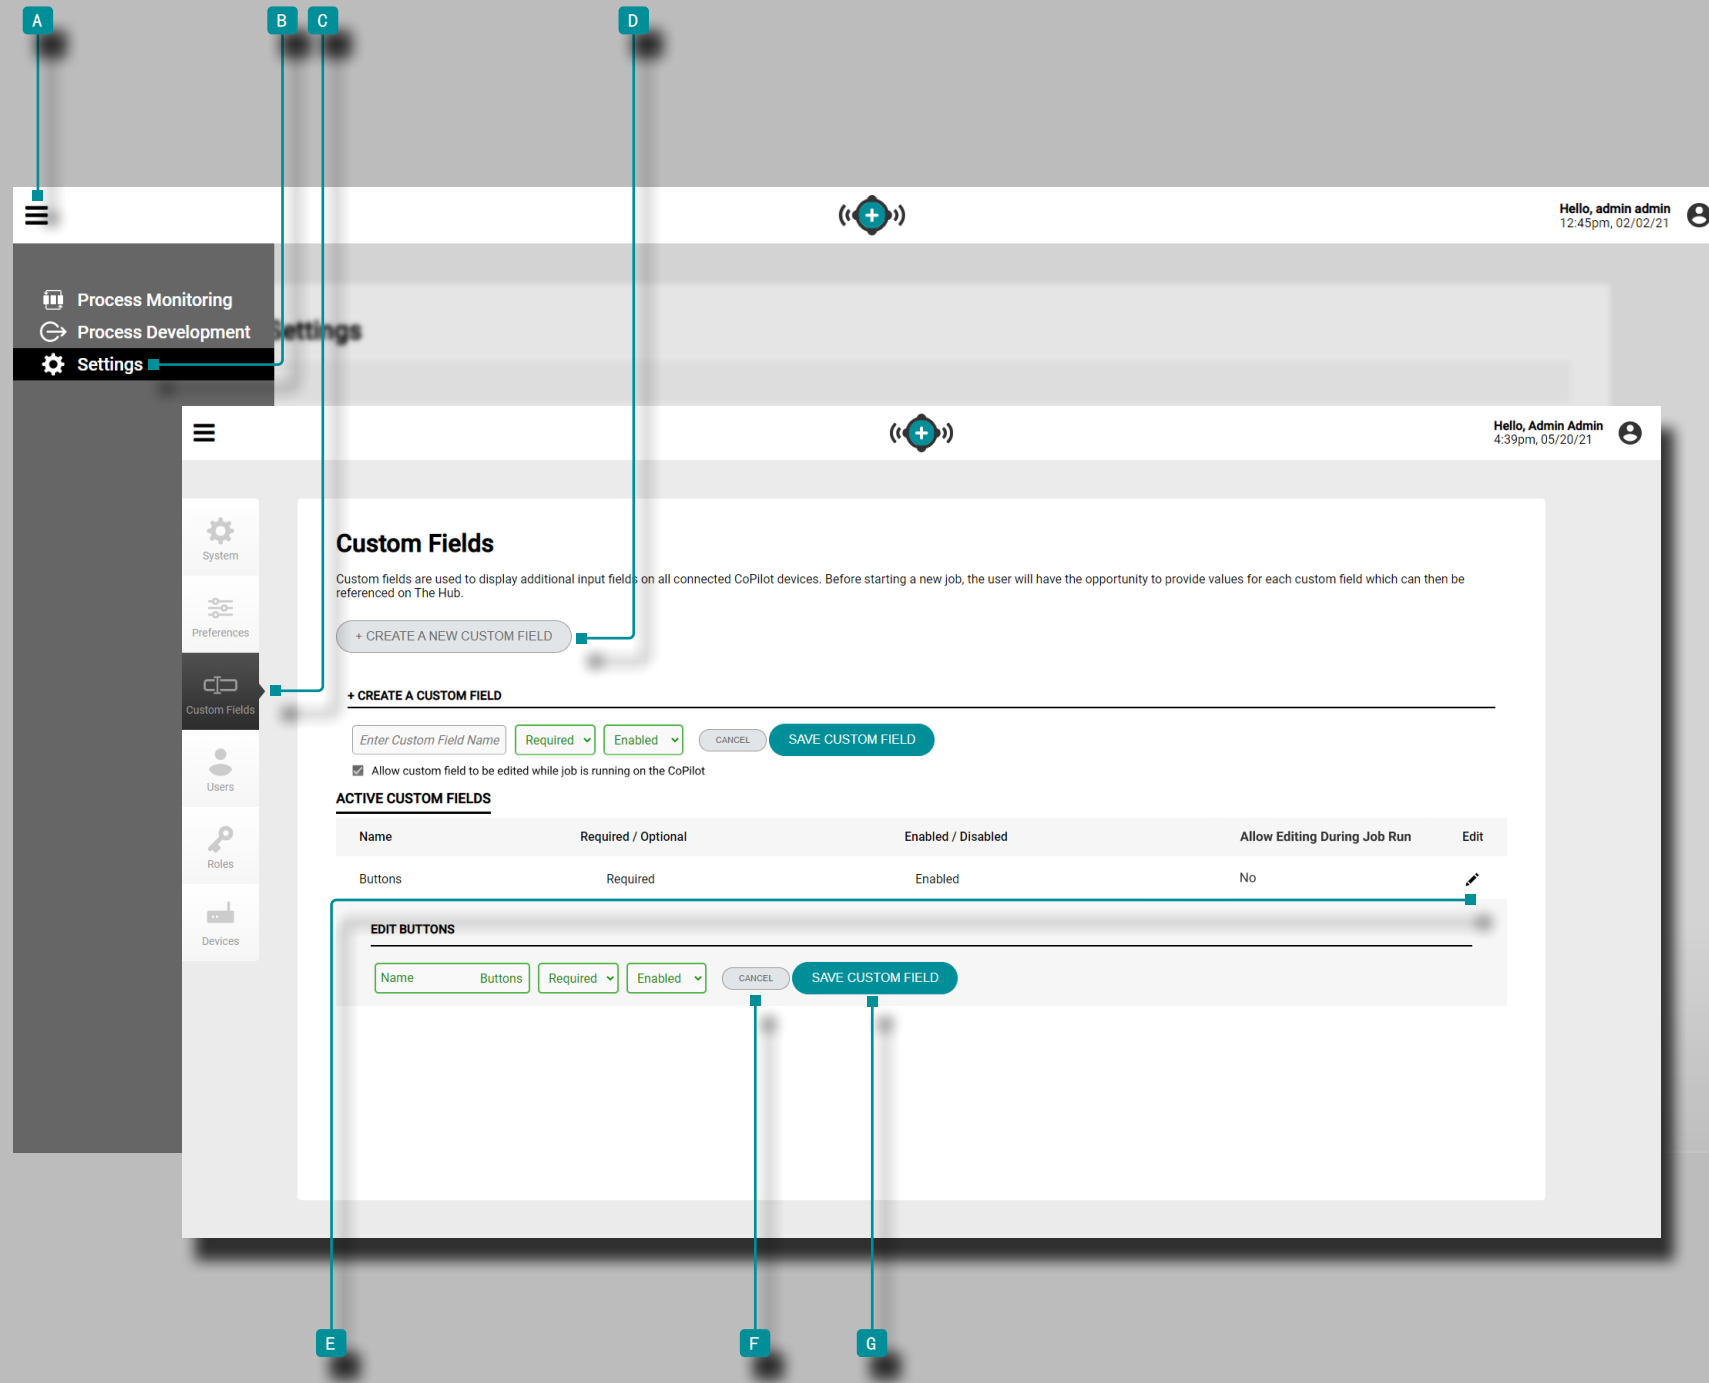 A
B
C
D
Hello, admin admin
12:45pm, 02/02/21
Process Monitoring
Process Development
Settings
Settings
Hello, Admin Admin
4:39pm, 05/20/21
System
Preferences
Custom Fields
Users
Roles
Devices
Custom Fields
Custom fields are used to display additional input fields on all connected CoPilot devices. Before starting a new job, the user will have the opportunity to provide values for each custom field which can then be
referenced on The Hub.
+ CREATE A NEW CUSTOM FIELD
+ CREATE A CUSTOM FIELD
Enter Custom Field Name Required Enabled CANCEL SAVE CUSTOM FIELD
Allow custom field to be edited while job is running on the CoPilot
ACTIVE CUSTOM FIELDS
Name Required / Optional Enabled / Disabled Allow Editing During Job Run Edit
Buttons Required Enabled No
EDIT BUTTONS
Name Buttons Required Enabled CANCEL SAVE CUSTOM FIELD
E
F
G